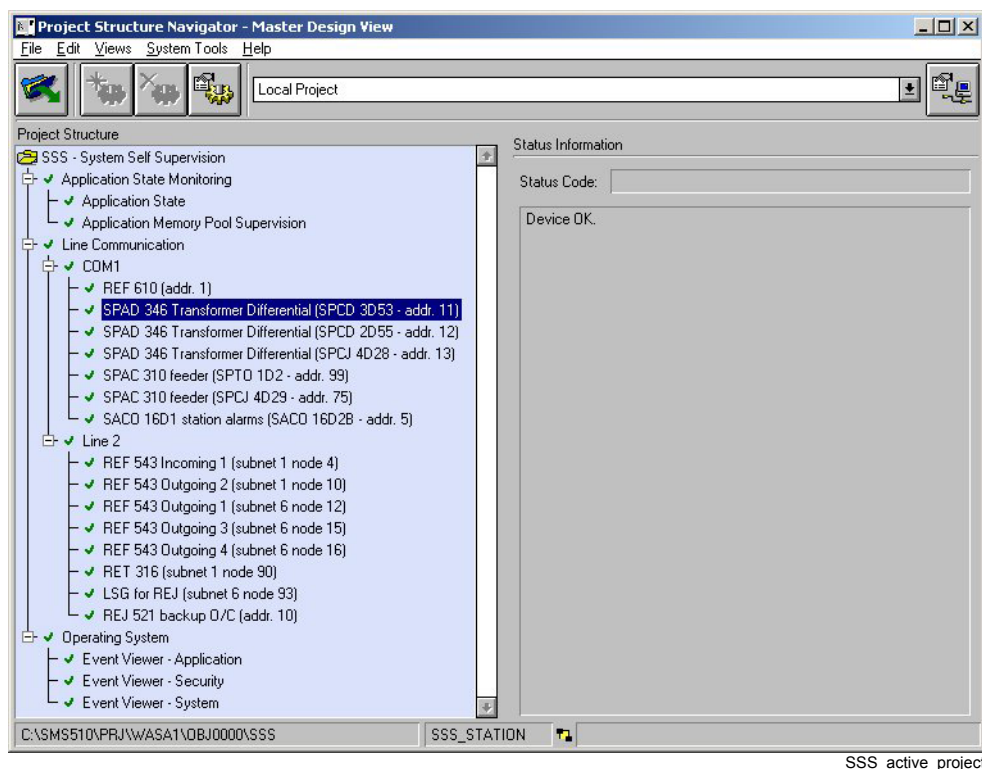 Project Structure Navigator - Master Design View
File Edit Views System Tools Help
Local Project
Project Structure
SSS - System Self Supervision
Application State Monitoring
Application State
Application Memory Pool Supervision
Line Communication
COM1
REF 610 (addr. 1)
SPAD 346 Transformer Differential (SPCD 3D53 - addr. 11)
SPAD 346 Transformer Differential (SPCD 2D55 - addr. 12)
SPAD 346 Transformer Differential (SPCJ 4D28 - addr. 13)
SPAC 310 feeder (SPTO 1D2 - addr. 99)
SPAC 310 feeder (SPCJ 4D29 - addr. 75)
SACO 16D1 station alarms (SACO 16D2B - addr. 5)
Line 2
REF 543 Incoming 1 (subnet 1 node 4)
REF 543 Outgoing 2 (subnet 1 node 10)
REF 543 Outgoing 1 (subnet 6 node 12)
REF 543 Outgoing 3 (subnet 6 node 15)
REF 543 Outgoing 4 (subnet 6 node 16)
RET 316 (subnet 1 node 90)
LSG for REJ (subnet 6 node 93)
REJ 521 backup O/C (addr. 10)
Operating System
Event Viewer - Application
Event Viewer - Security
Event Viewer - System
Status Information
Status Code:
Device OK.
C:\SMS510\PRJ\WASA1\OBJ0000\SSS
SSS_STATION
SSS_active_project